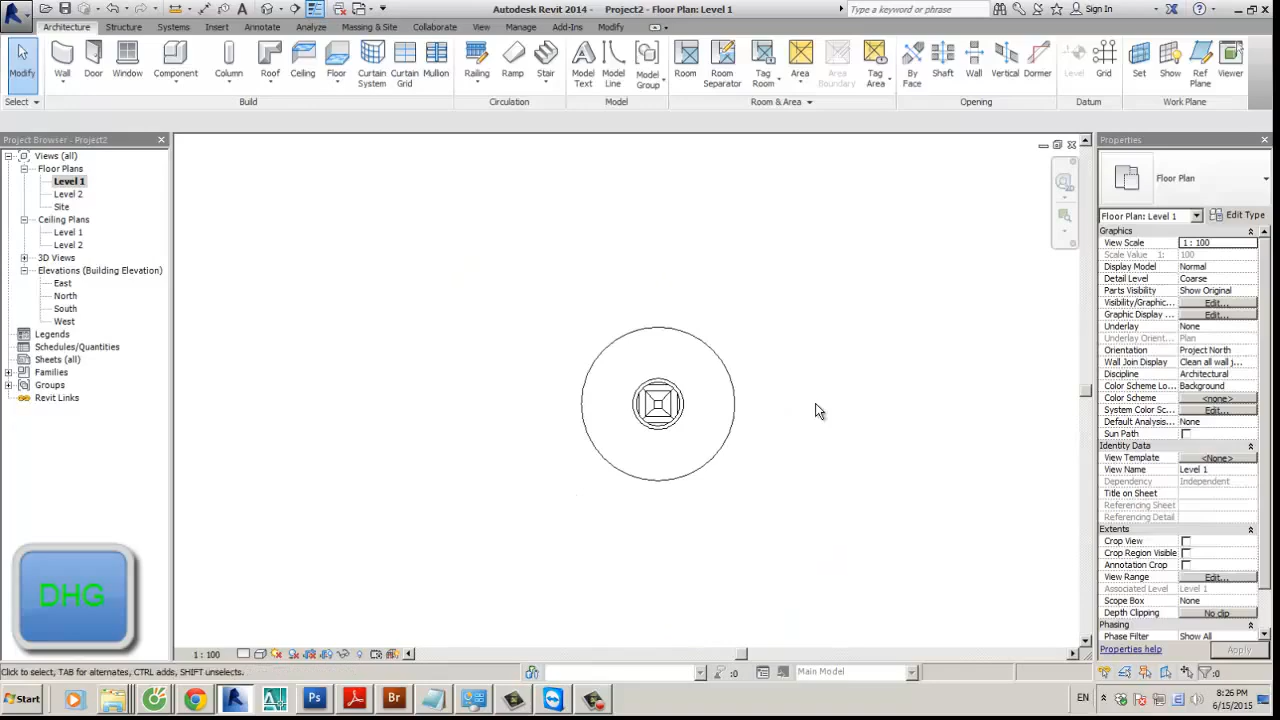 Autodesk Revit 2014 - Project2 - Floor Plan: Level 1
Type a keyword or phrase
Sign In
Architecture Structure Systems Insert Annotate Analyze Massing & Site Collaborate View Manage Add-Ins Modify
Modify Wall Door Window Component Column Roof Ceiling Floor Curtain System Curtain Grid Mullion Railing Ramp Stair Model Text Model Line Model Group Room Room Separator Tag Room Area Area Boundary Tag Area By Face Shaft Wall Vertical Dormer Level Grid Set Show Ref Plane Viewer
Select Build Circulation Model Room & Area Opening Datum Work Plane
Project Browser - Project2
Views (all)
Floor Plans
Level 1
Level 2
Site
Ceiling Plans
Level 1
Level 2
3D Views
Elevations (Building Elevation)
East
North
South
West
Legends
Schedules/Quantities
Sheets (all)
Families
Groups
Revit Links
DHG
Properties
Floor Plan
Floor Plan: Level 1 Edit Type
Graphics
View Scale 1 : 100
Scale Value 1: 100
Display Model Normal
Detail Level Coarse
Parts Visibility Show Original
Visibility/Graphic... Edit...
Graphic Display ... Edit...
Underlay None
Underlay Orient... Plan
Orientation Project North
Wall Join Display Clean all wall j...
Discipline Architectural
Color Scheme Lo... Background
Color Scheme <none>
System Color Sc... Edit...
Default Analysis... None
Sun Path
Identity Data
View Template <None>
View Name Level 1
Dependency Independent
Title on Sheet
Referencing Sheet
Referencing Detail
Extents
Crop View
Crop Region Visible
Annotation Crop
View Range Edit...
Associated Level Level 1
Scope Box None
Depth Clipping No clip
Phasing
Phase Filter Show All
Properties help Apply
1 : 100
Click to select, TAB for alternates, CTRL adds, SHIFT unselects.
:0 Main Model :0
Start Ps Br EN 8:26 PM
6/15/2015